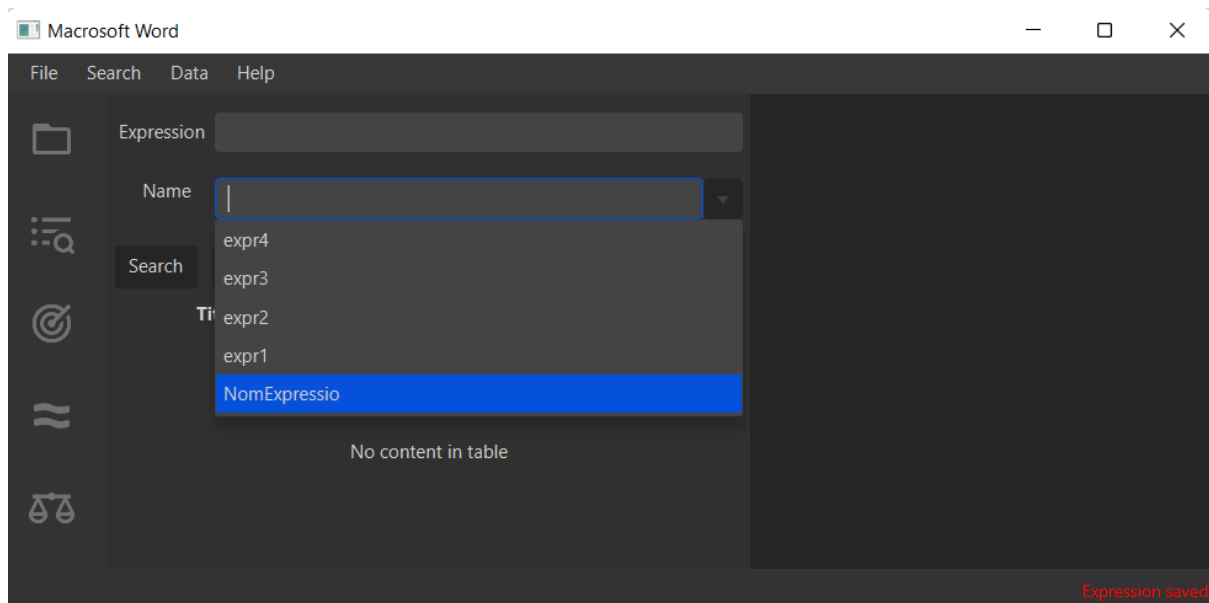 Macrosoft Word
File Search Data Help
Expression
Name
expr4
Search
expr3
expr2
expr1
NomExpressio
No content in table
Expression saved